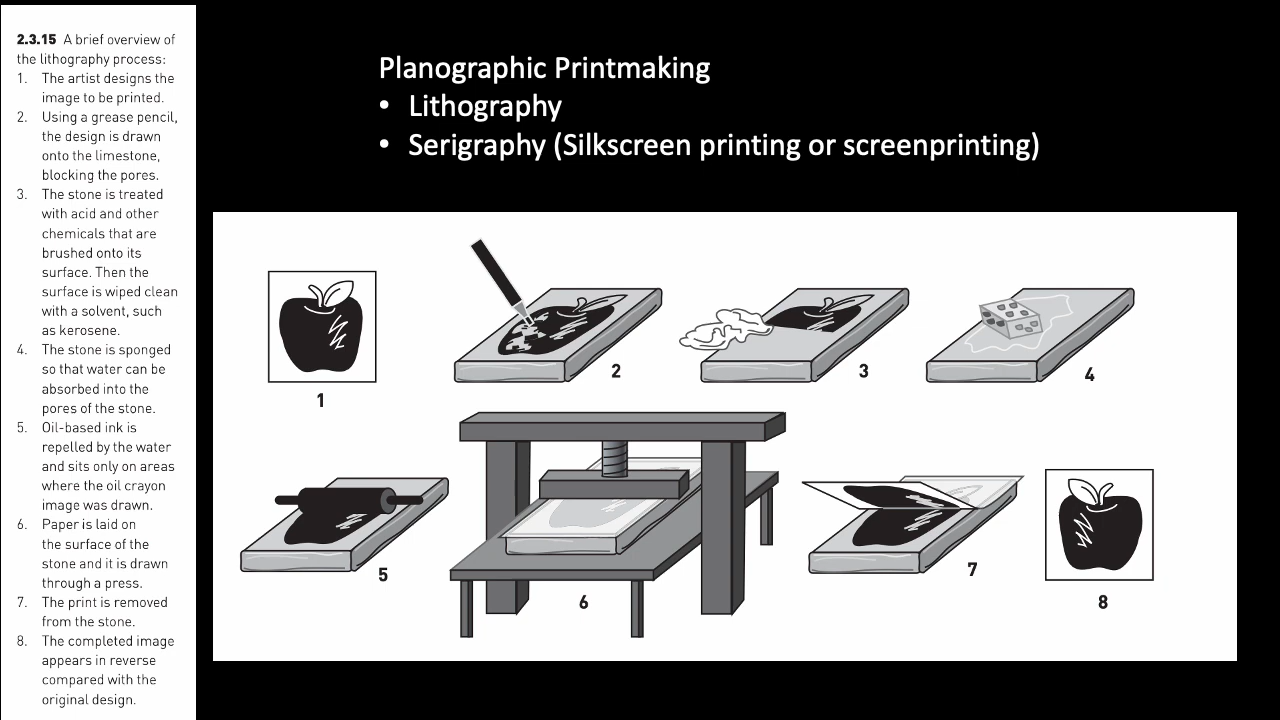 2.3.15 A brief overview of
the lithography process:
1. The artist designs the
image to be printed.
2. Using a grease pencil,
the design is drawn
onto the limestone,
blocking the pores.
3. The stone is treated
with acid and other
chemicals that are
brushed onto its
surface. Then the
surface is wiped clean
with a solvent, such
as kerosene.
4. The stone is sponged
so that water can be
absorbed into the
pores of the stone.
5. Oil-based ink is
repelled by the water
and sits only on areas
where the oil crayon
image was drawn.
6. Paper is laid on
the surface of the
stone and it is drawn
through a press.
7. The print is removed
from the stone.
8. The completed image
appears in reverse
compared with the
original design.
Planographic Printmaking
• Lithography
• Serigraphy (Silkscreen printing or screenprinting)
1
2
3
4
5
6
7
8